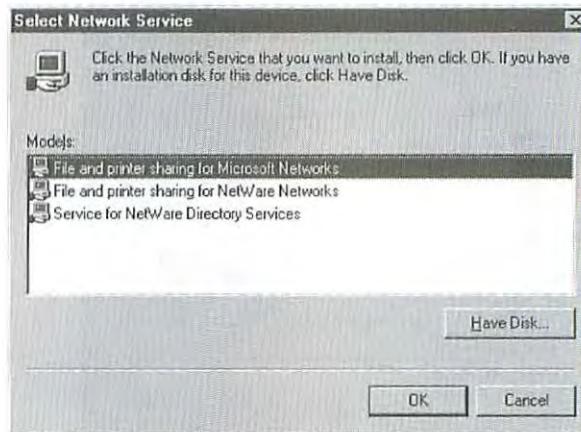 Select Network Service
Click the Network Service that you want to install, then click OK. If you have
an installation disk for this device, click Have Disk.
Models:
File and printer sharing for Microsoft Networks
File and printer sharing for NetWare Networks
Service for NetWare Directory Services
Have Disk...
OK
Cancel